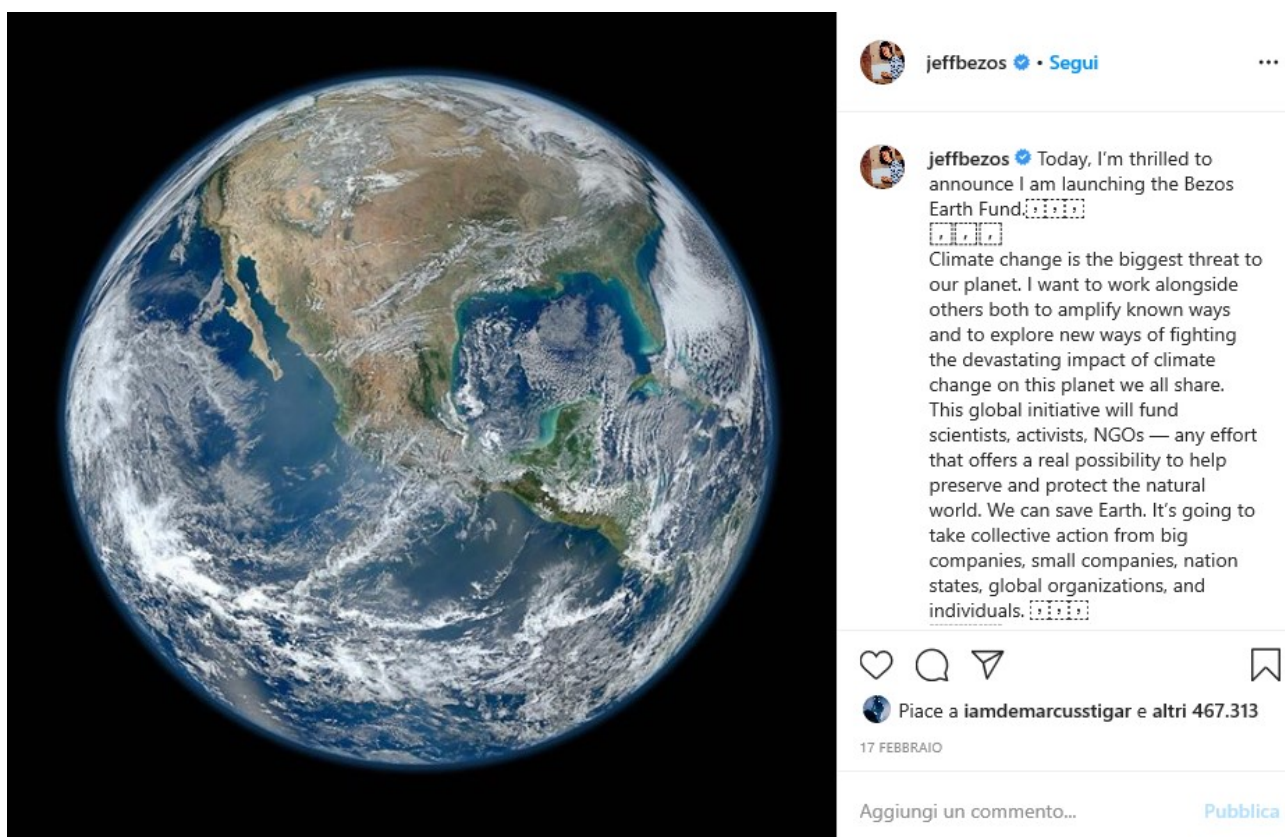 jeffbezos • Segui
jeffbezos Today, I’m thrilled to
announce I am launching the Bezos
Earth Fund.⁣⁣⁣
⁣⁣⁣
Climate change is the biggest threat to
our planet. I want to work alongside
others both to amplify known ways
and to explore new ways of fighting
the devastating impact of climate
change on this planet we all share.
This global initiative will fund
scientists, activists, NGOs — any effort
that offers a real possibility to help
preserve and protect the natural
world. We can save Earth. It’s going to
take collective action from big
companies, small companies, nation
states, global organizations, and
individuals. ⁣⁣⁣
Piace a iamdemarcusstigar e altri 467.313
17 FEBBRAIO
Aggiungi un commento... Pubblica